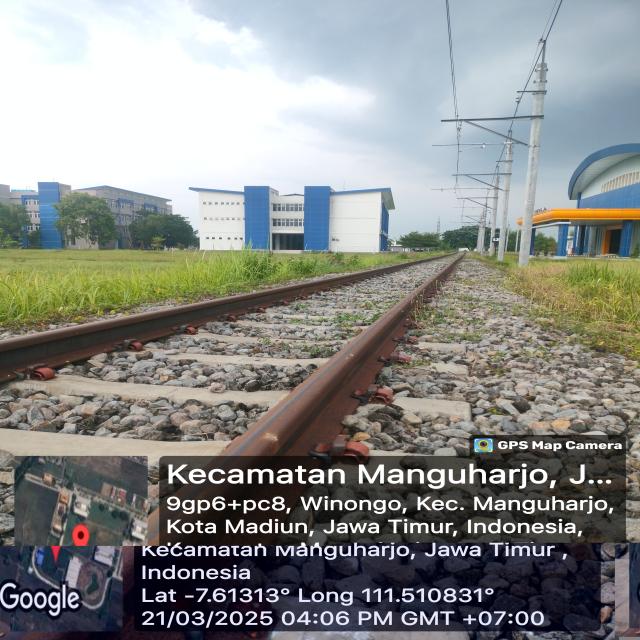 GPS Map Camera
Kecamatan Manguharjo, J...
9gp6+pc8, Winongo, Kec. Manguharjo,
Kota Madiun, Jawa Timur, Indonesia,
Kecamatan Manguharjo, Jawa Timur ,
Indonesia
Lat -7.61313° Long 111.510831°
21/03/2025 04:06 PM GMT +07:00
Google